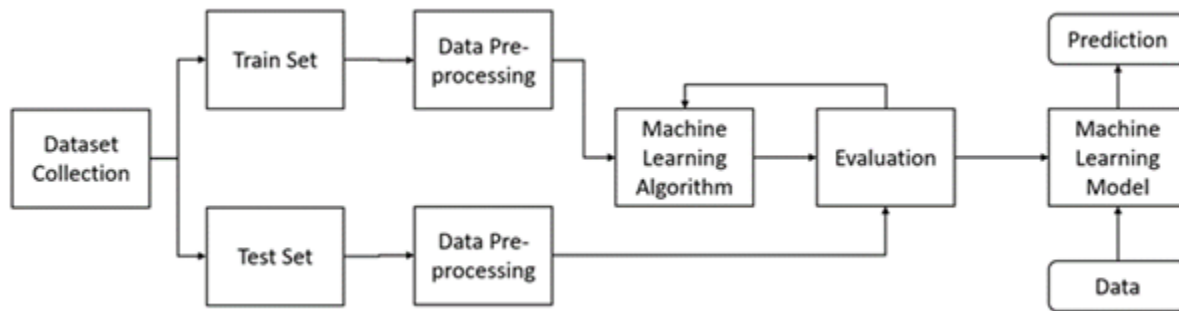 Dataset
Collection
Train Set
Data Pre-
processing
Test Set
Data Pre-
processing
Machine
Learning
Algorithm
Evaluation
Prediction
Machine
Learning
Model
Data